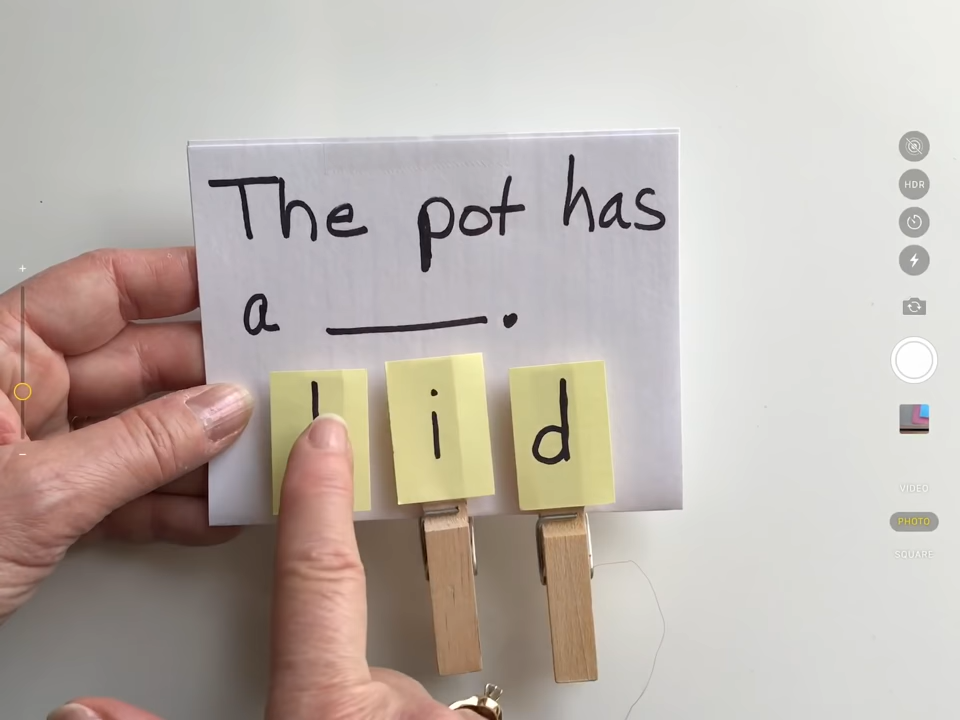 The pot has
a ____.
l i d
HDR
VIDEO
PHOTO
SQUARE